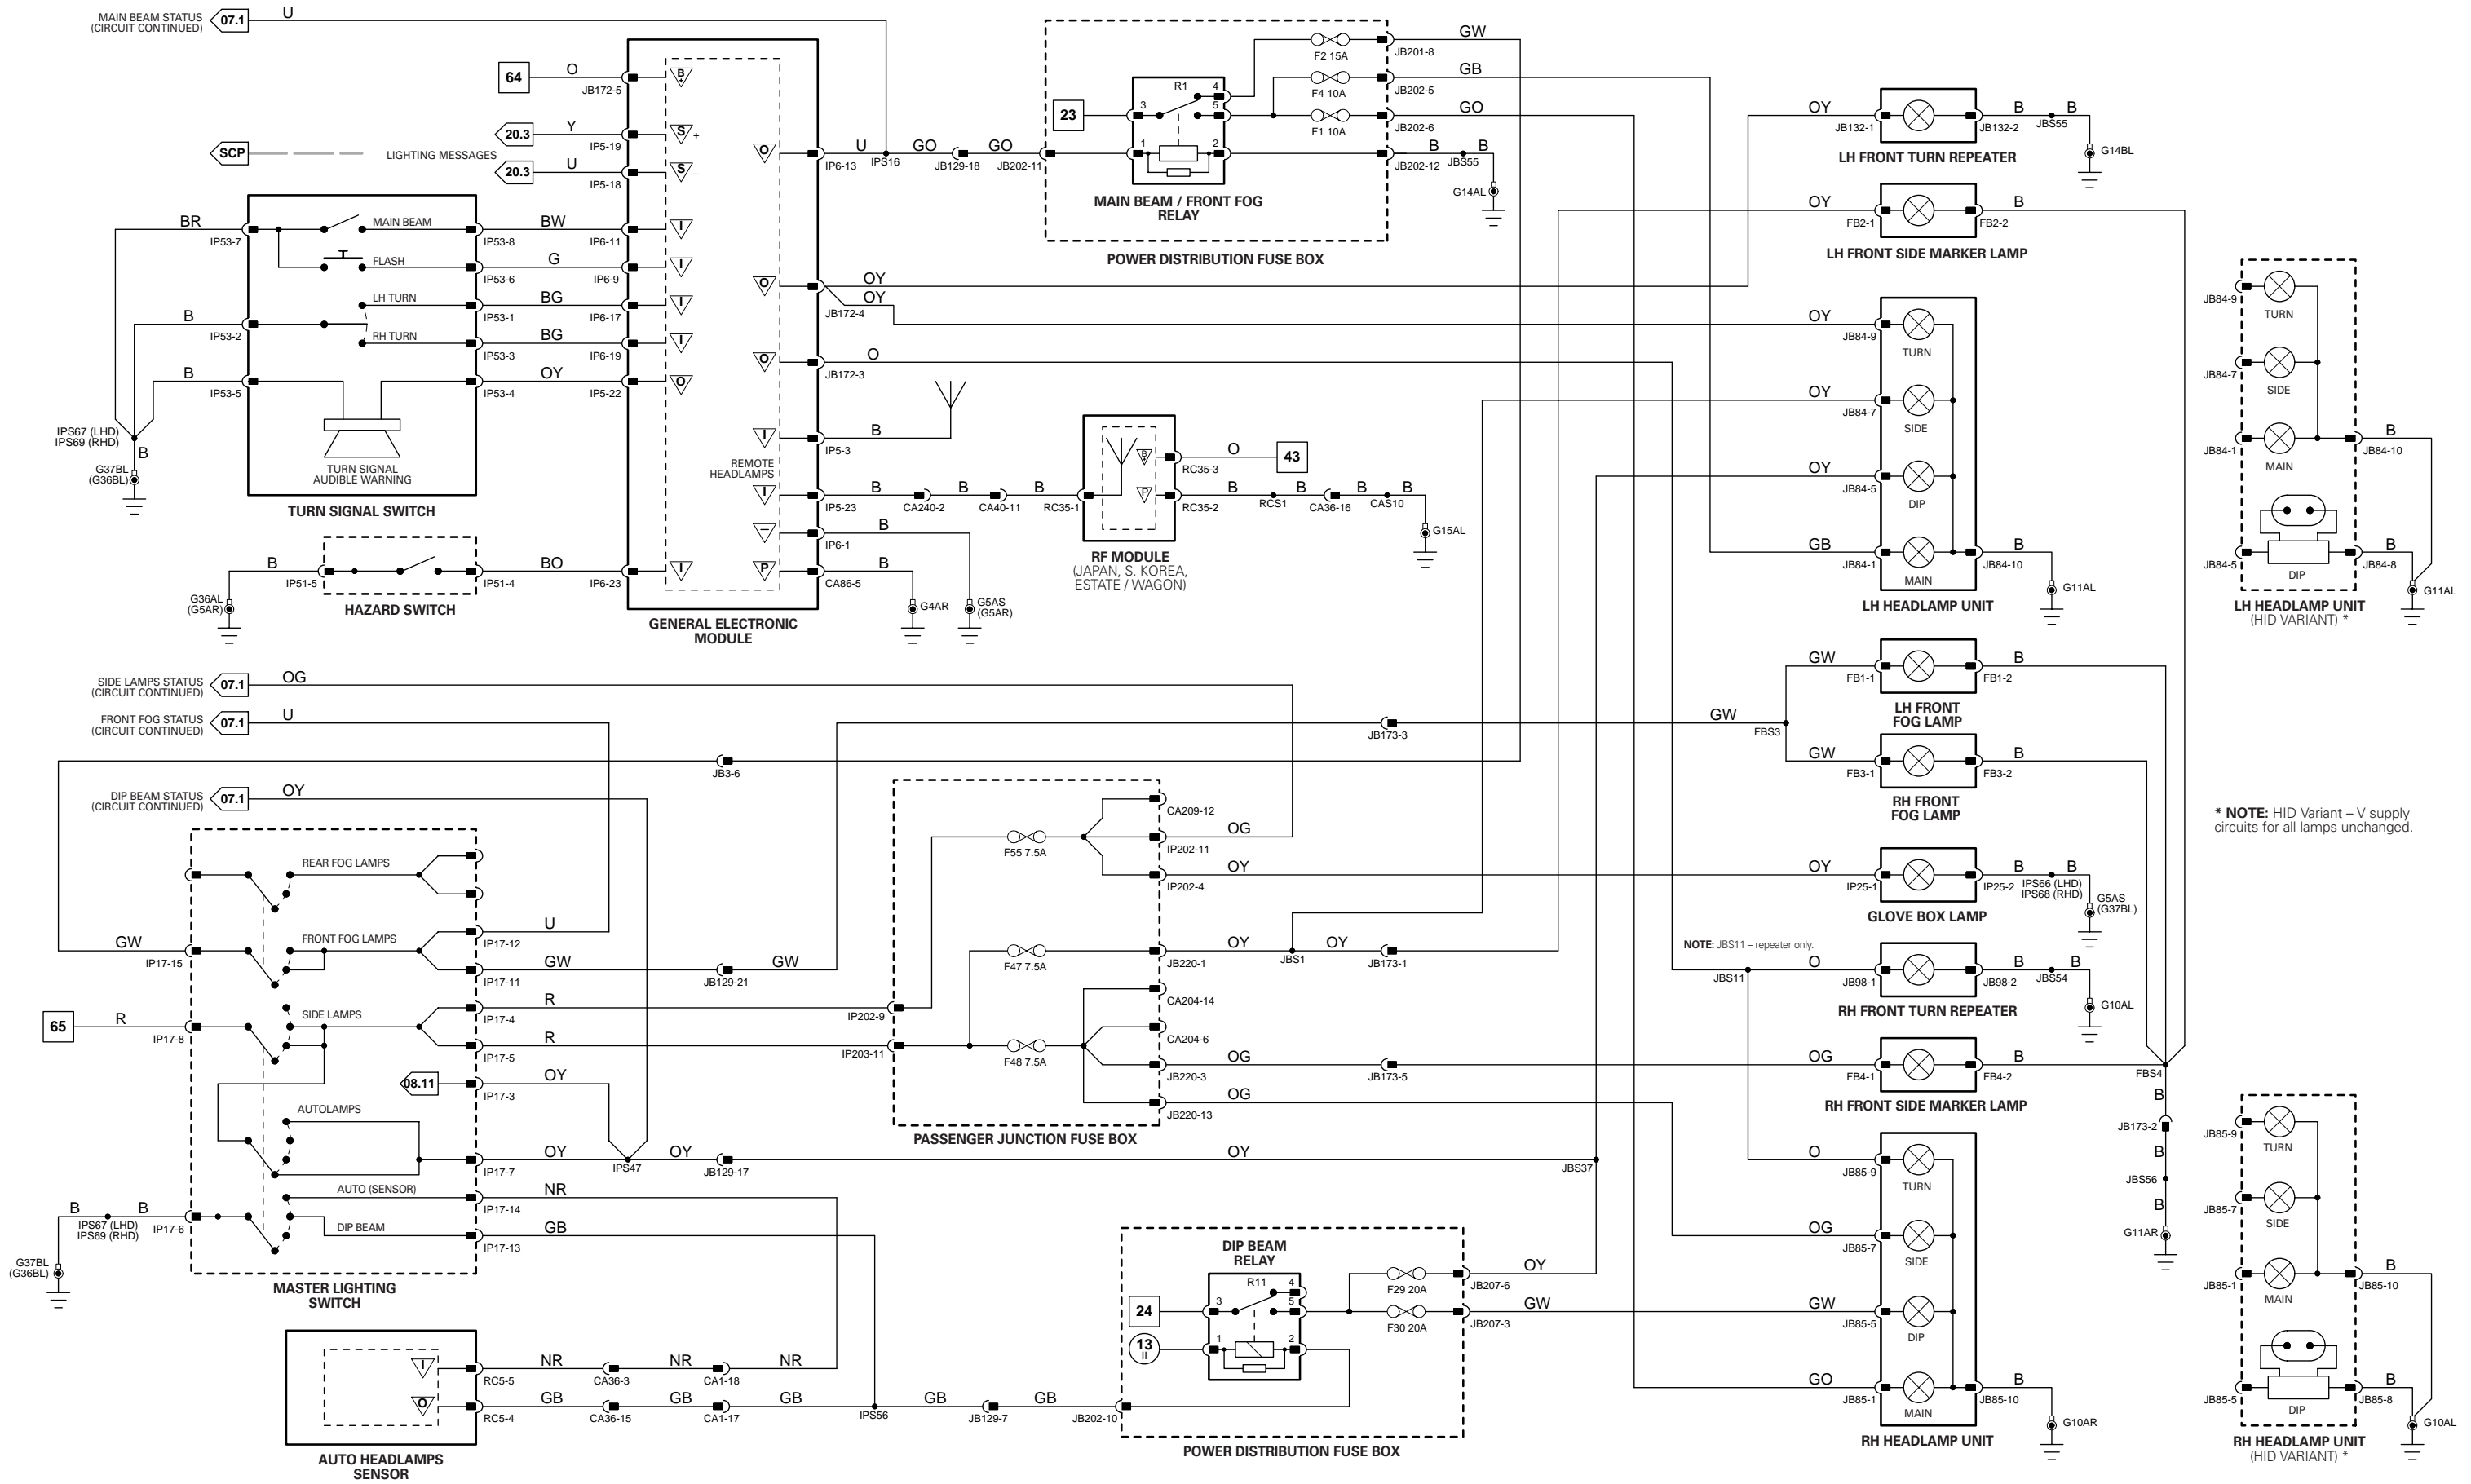 MAIN BEAM STATUS
(CIRCUIT CONTINUED)
07.1
U
64
O
JB172-5
B
+
20.3
Y
IP5-19
S
+
SCP
LIGHTING MESSAGES
20.3
U
IP5-18
S
–
BR
IP53-7
MAIN BEAM
IP53-8
BW
IP6-11
I
FLASH
IP53-6
G
IP6-9
I
LH TURN
IP53-1
BG
IP6-17
I
B
IP53-2
RH TURN
IP53-3
BG
IP6-19
I
B
IP53-5
IP53-4
OY
IP5-22
O
IPS67 (LHD)
IPS69 (RHD)
B
G37BL
(G36BL)
TURN SIGNAL
AUDIBLE WARNING
TURN SIGNAL SWITCH
B
IP51-5
IP51-4
BO
IP6-23
I
G36AL
(G5AR)
HAZARD SWITCH
O
IP6-13
U
IPS16
GO
JB129-18
GO
JB202-11
O
JB172-4
OY
OY
O
JB172-3
O
I
IP5-3
B
REMOTE
HEADLAMPS
I
IP5-23
B
CA240-2
B
CA40-11
B
RC35-1
–
IP6-1
B
P
CA86-5
B
G4AR
G5AS
(G5AR)
GENERAL ELECTRONIC
MODULE
23
R1
3
4
5
1
2
F2 15A
JB201-8
GW
F4 10A
JB202-5
GB
F1 10A
JB202-6
GO
JB202-12
B
JBS55
B
G14AL
MAIN BEAM / FRONT FOG
RELAY
POWER DISTRIBUTION FUSE BOX
B
+
RC35-3
O
43
P
RC35-2
B
RCS1
B
CA36-16
B
CAS10
B
G15AL
RF MODULE
(JAPAN, S. KOREA,
ESTATE / WAGON)
OY
JB132-1
JB132-2
B
JBS55
B
G14BL
LH FRONT TURN REPEATER
OY
FB2-1
FB2-2
B
LH FRONT SIDE MARKER LAMP
OY
JB84-9
TURN
OY
JB84-7
SIDE
OY
JB84-5
DIP
GB
JB84-1
MAIN
JB84-10
B
G11AL
LH HEADLAMP UNIT
JB84-9
TURN
JB84-7
SIDE
JB84-1
MAIN
JB84-10
B
JB84-5
DIP
JB84-8
B
G11AL
LH HEADLAMP UNIT
(HID VARIANT) *
SIDE LAMPS STATUS
(CIRCUIT CONTINUED)
07.1
OG
FRONT FOG STATUS
(CIRCUIT CONTINUED)
07.1
U
JB3-6
DIP BEAM STATUS
(CIRCUIT CONTINUED)
07.1
OY
JB173-3
GW
FBS3
GW
FB1-1
FB1-2
B
LH FRONT
FOG LAMP
GW
FB3-1
FB3-2
B
RH FRONT
FOG LAMP
* NOTE: HID Variant – V supply
circuits for all lamps unchanged.
REAR FOG LAMPS
GW
IP17-15
FRONT FOG LAMPS
IP17-12
U
IP17-11
GW
JB129-21
GW
65
R
IP17-8
SIDE LAMPS
IP17-4
R
IP202-9
IP17-5
R
IP203-11
08.11
IP17-3
OY
AUTOLAMPS
IP17-7
OY
IPS47
OY
JB129-17
OY
JBS37
AUTO (SENSOR)
IP17-14
NR
B
IPS67 (LHD)
IPS69 (RHD)
B
IP17-6
DIP BEAM
IP17-13
GB
G37BL
(G36BL)
MASTER LIGHTING
SWITCH
F55 7.5A
CA209-12
IP202-11
OG
IP202-4
OY
F47 7.5A
JB220-1
OY
JBS1
OY
JB173-1
F48 7.5A
CA204-14
CA204-6
JB220-3
OG
JB173-5
JB220-13
OG
PASSENGER JUNCTION FUSE BOX
OY
IP25-1
IP25-2
B
IPS66 (LHD)
IPS68 (RHD)
B
G5AS
(G37BL)
GLOVE BOX LAMP
NOTE: JBS11 – repeater only.
JBS11
O
JB98-1
JB98-2
B
JBS54
B
G10AL
RH FRONT TURN REPEATER
OG
FB4-1
FB4-2
B
FBS4
RH FRONT SIDE MARKER LAMP
B
JB173-2
B
JBS56
B
G11AR
I
RC5-5
NR
CA36-3
NR
CA1-18
NR
O
RC5-4
GB
CA36-15
GB
CA1-17
GB
IPS56
GB
JB129-7
GB
JB202-10
AUTO HEADLAMPS
SENSOR
DIP BEAM
RELAY
R11
24
13
II
3
4
5
1
2
F29 20A
JB207-6
OY
F30 20A
JB207-3
GW
POWER DISTRIBUTION FUSE BOX
O
JB85-9
TURN
OG
JB85-7
SIDE
GW
JB85-5
DIP
GO
JB85-1
MAIN
JB85-10
B
G10AR
RH HEADLAMP UNIT
JB85-9
TURN
JB85-7
SIDE
JB85-1
MAIN
JB85-10
B
JB85-5
DIP
JB85-8
B
G10AL
RH HEADLAMP UNIT
(HID VARIANT) *